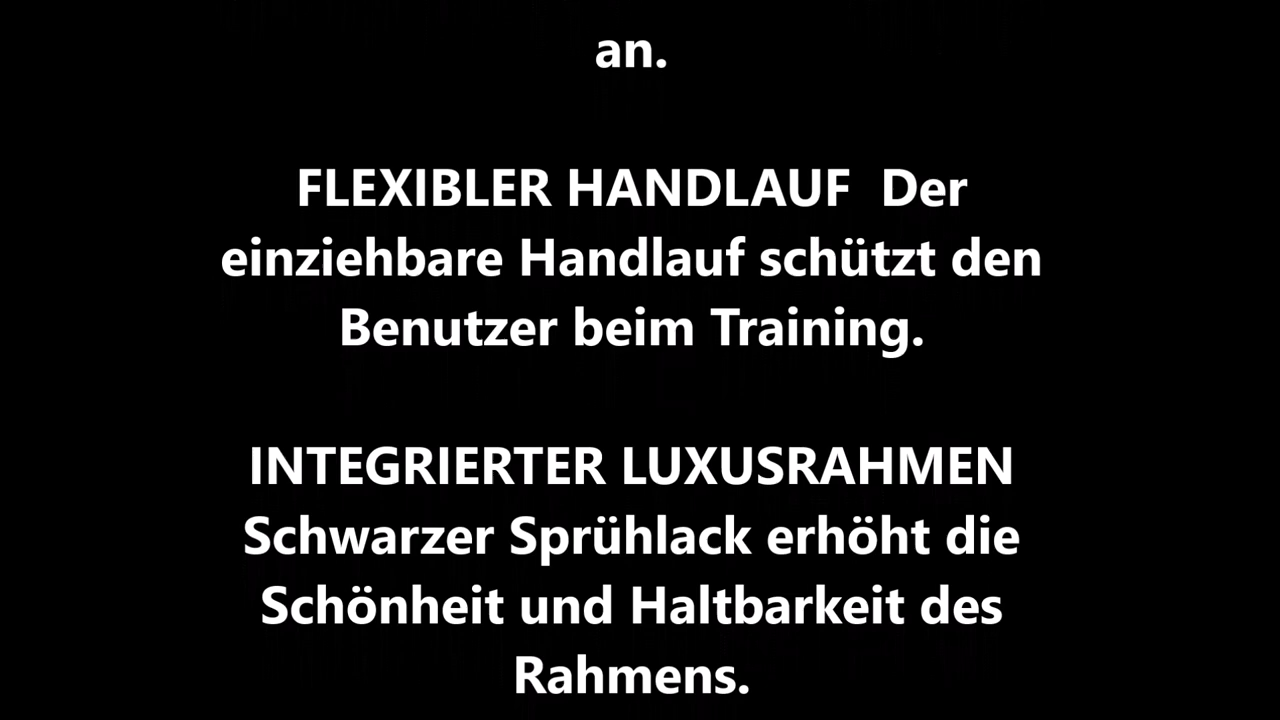 an.
FLEXIBLER HANDLAUF  Der
einziehbare Handlauf schützt den
Benutzer beim Training.
INTEGRIERTER LUXUSRAHMEN
Schwarzer Sprühlack erhöht die
Schönheit und Haltbarkeit des
Rahmens.